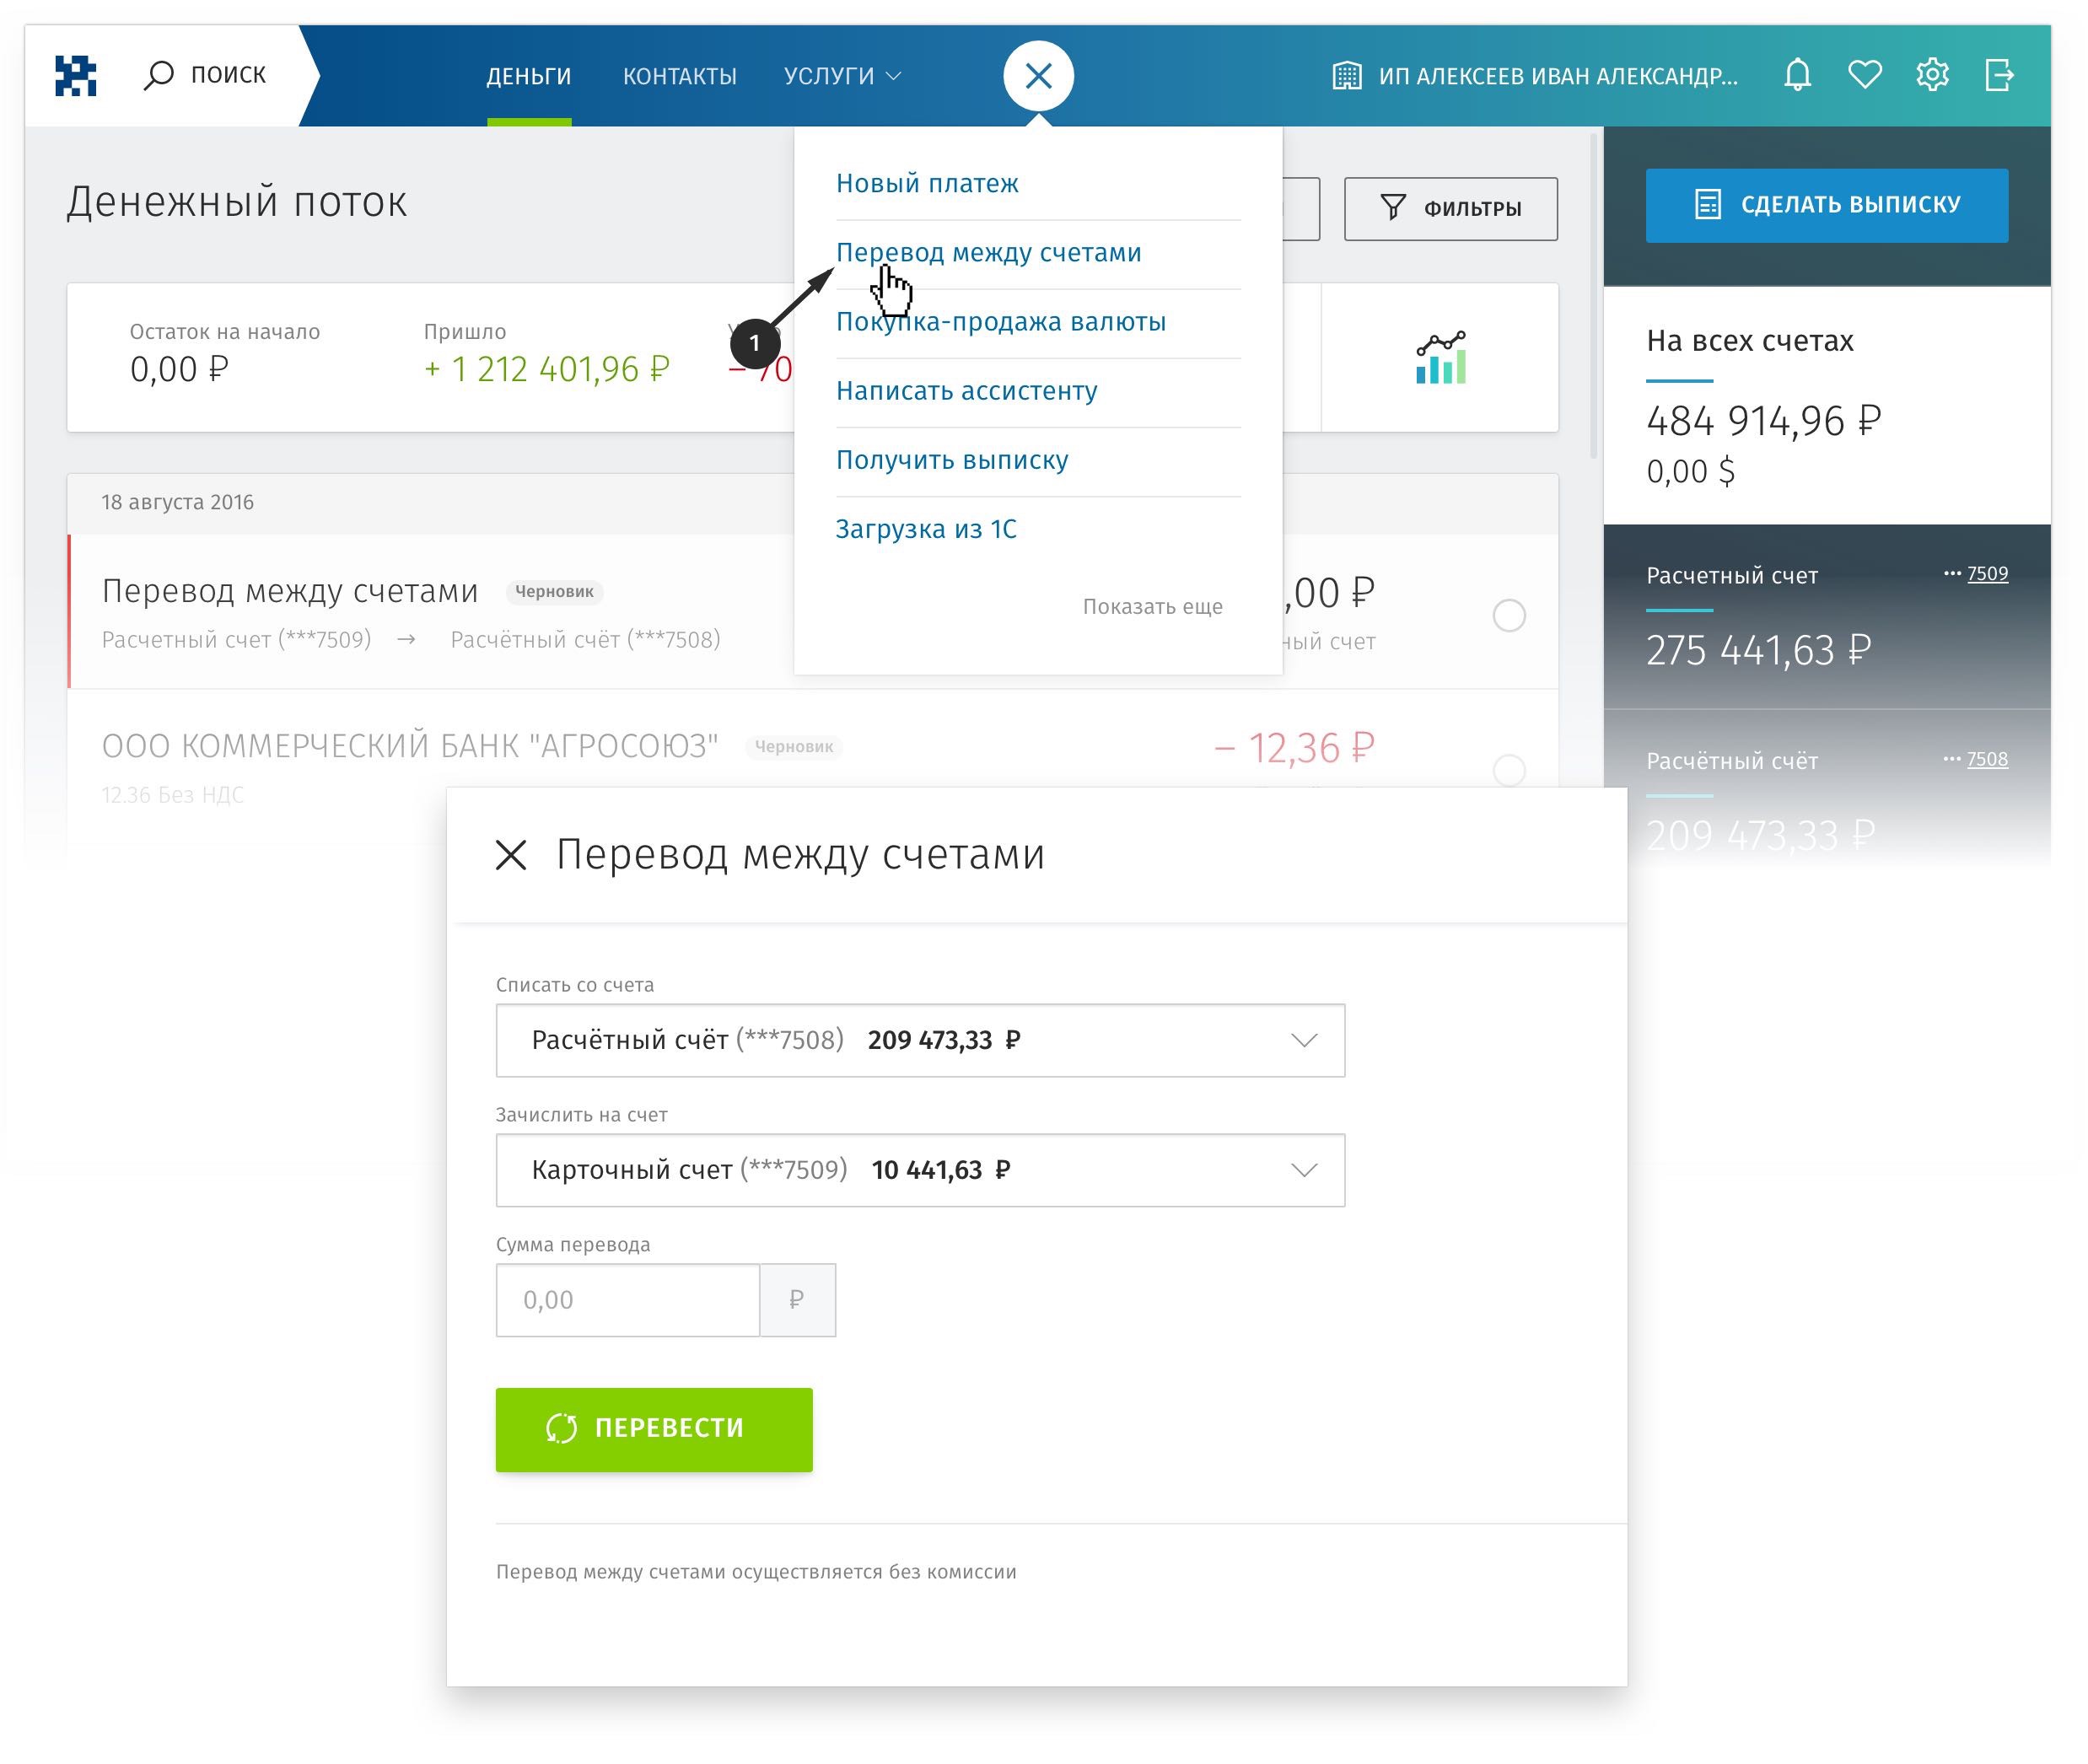 ПОИСК
ДЕНЬГИ
КОНТАКТЫ
УСЛУГИ
ИП АЛЕКСЕЕВ ИВАН АЛЕКСАНДР...
Денежный поток
Новый платеж
Перевод между счетами
Покупка-продажа валюты
Написать ассистенту
Получить выписку
Загрузка из 1С
Показать еще
ФИЛЬТРЫ
СДЕЛАТЬ ВЫПИСКУ
Остаток на начало
0,00 ₽
Пришло
+ 1 212 401,96 ₽
– 70
1
На всех счетах
484 914,96 ₽
0,00 $
18 августа 2016
Перевод между счетами Черновик
,00 ₽
Расчетный счет (***7509) → Расчётный счёт (***7508)
ный счет
Расчетный счет ··· 7509
275 441,63 ₽
ООО КОММЕРЧЕСКИЙ БАНК "АГРОСОЮЗ" Черновик
– 12,36 ₽
12.36 Без НДС
Расчётный счёт ··· 7508
209 473,33 ₽
Перевод между счетами
Списать со счета
Расчётный счёт (***7508) 209 473,33 ₽
Зачислить на счет
Карточный счет (***7509) 10 441,63 ₽
Сумма перевода
0,00 ₽
ПЕРЕВЕСТИ
Перевод между счетами осуществляется без комиссии